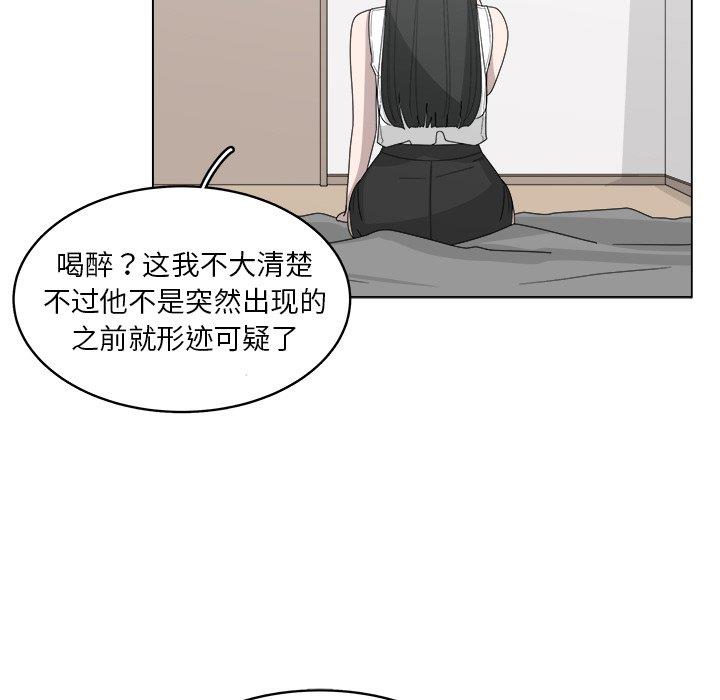 喝醉？这我不大清楚
不过他不是突然出现的
之前就形迹可疑了